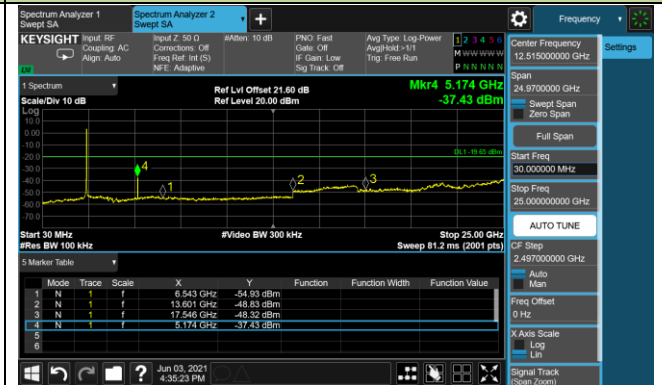 Spectrum Analyzer 1
Swept SA
Spectrum Analyzer 2
Swept SA
+
Frequency
KEYSIGHT Input: RF
Coupling: AC
Align: Auto
Input Z: 50 Ω
Corrections: Off
Freq Ref: Int (S)
NFE: Adaptive
#Atten: 10 dB
PNO: Fast
Gate: Off
IF Gain: Low
Sig Track: Off
Avg Type: Log-Power
Avg|Hold:>1/1
Trig: Free Run
1 2 3 4 5 6
M W W W W W
P N N N N N
LXI
Center Frequency
12.515000000 GHz
Settings
Span
24.9700000 GHz
Swept Span
Zero Span
Full Span
Start Freq
30.000000 MHz
Stop Freq
25.000000000 GHz
AUTO TUNE
CF Step
2.497000000 GHz
Auto
Man
Freq Offset
0 Hz
X Axis Scale
Log
Lin
Signal Track
(Span Zoom)
1 Spectrum
Scale/Div 10 dB
Ref Lvl Offset 21.60 dB
Ref Level 20.00 dBm
Mkr4 5.174 GHz
-37.43 dBm
Log
10.0
0.00
-10.0
-20.0
-30.0
-40.0
-50.0
-60.0
-70.0
DL1 -19.65 dBm
4
1
2
3
Start 30 MHz
#Res BW 100 kHz
#Video BW 300 kHz
Stop 25.00 GHz
Sweep 81.2 ms (2001 pts)
5 Marker Table
Mode Trace Scale X Y Function Function Width Function Value
1 N 1 f 6.543 GHz -54.93 dBm
2 N 1 f 13.601 GHz -48.83 dBm
3 N 1 f 17.546 GHz -48.32 dBm
4 N 1 f 5.174 GHz -37.43 dBm
5
6
?
Jun 03, 2021
4:35:23 PM